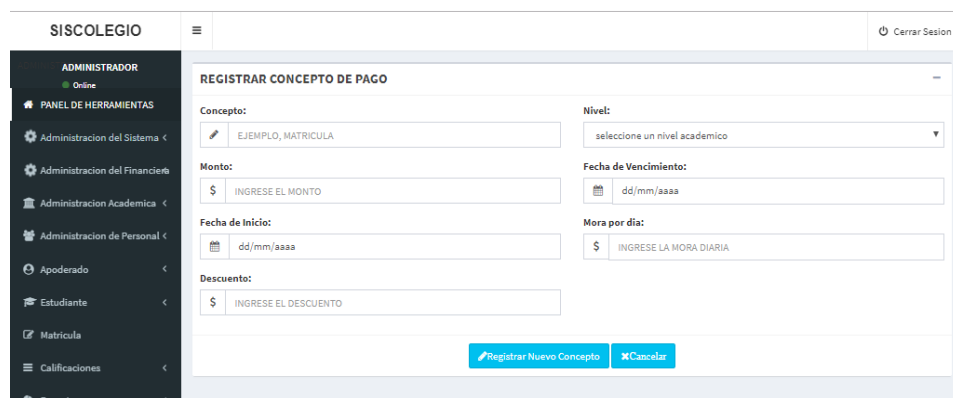 SISCOLEGIO
Cerrar Sesion
ADMINISTRADOR
Online
PANEL DE HERRAMIENTAS
Administracion del Sistema
Administracion del Financiera
Administracion Academica
Administracion de Personal
Apoderado
Estudiante
Matricula
Calificaciones
REGISTRAR CONCEPTO DE PAGO
Concepto:
EJEMPLO, MATRICULA
Nivel:
seleccione un nivel academico
Monto:
$ INGRESE EL MONTO
Fecha de Vencimiento:
dd/mm/aaaa
Fecha de Inicio:
dd/mm/aaaa
Mora por dia:
$ INGRESE LA MORA DIARIA
Descuento:
$ INGRESE EL DESCUENTO
Registrar Nuevo Concepto
Cancelar